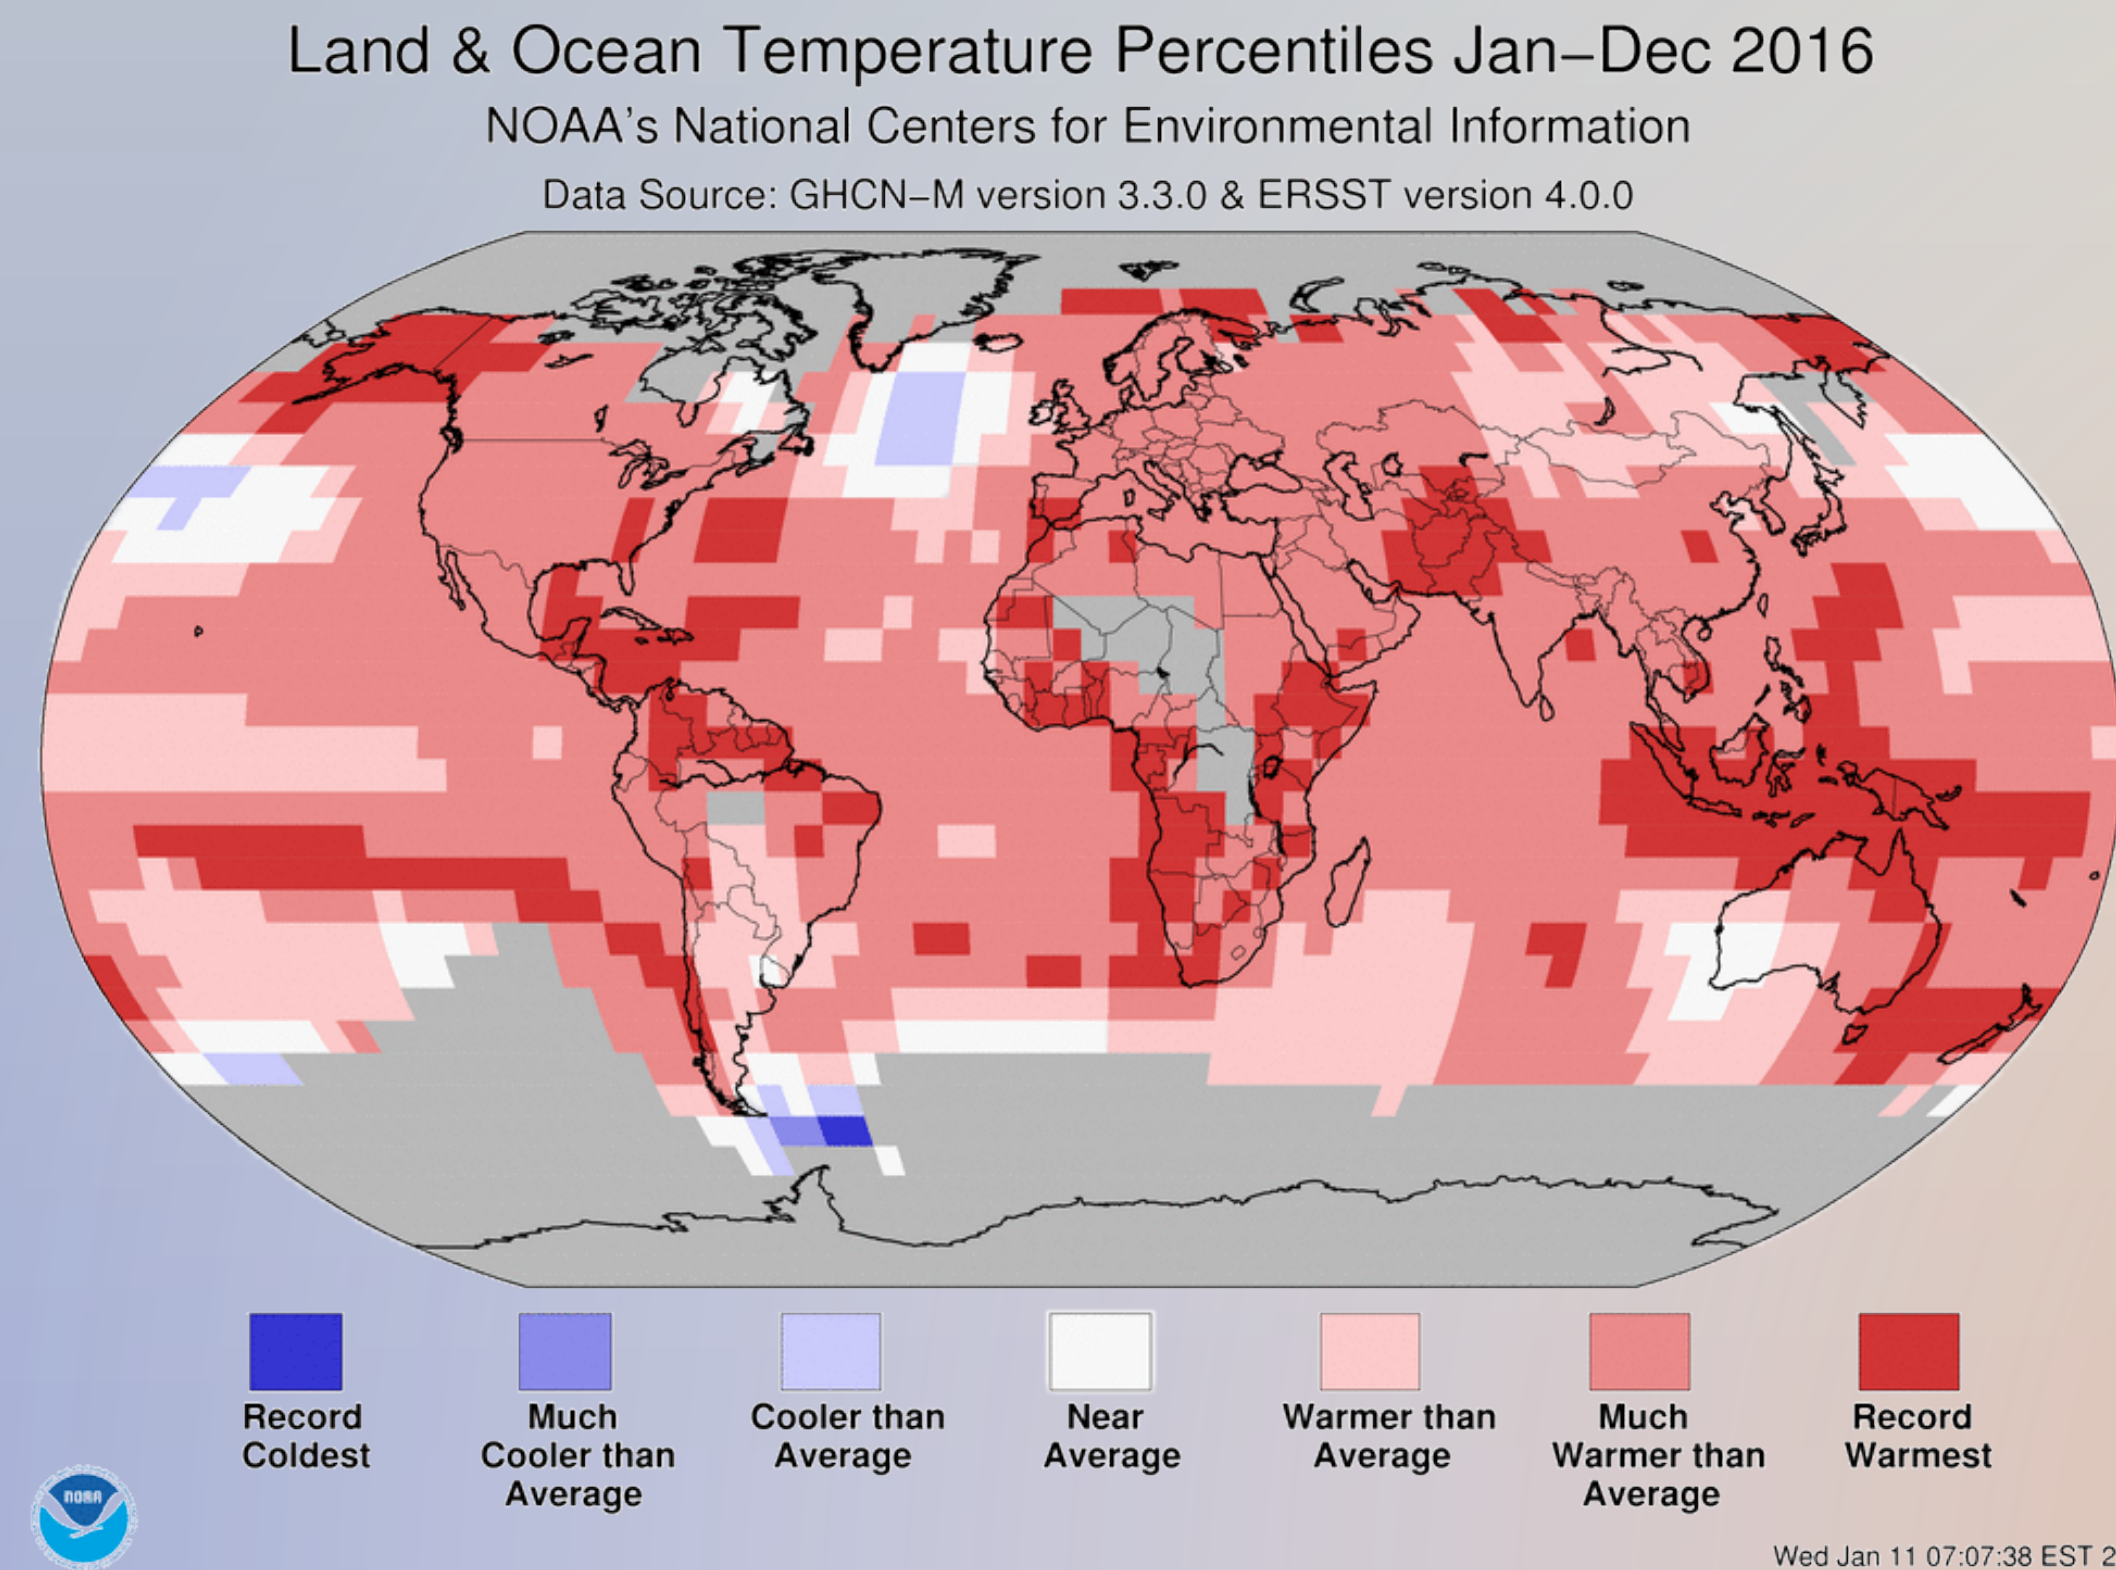 Land & Ocean Temperature Percentiles Jan–Dec 2016
NOAA's National Centers for Environmental Information
Data Source: GHCN–M version 3.3.0 & ERSST version 4.0.0
Record
Coldest
Much
Cooler than
Average
Cooler than
Average
Near
Average
Warmer than
Average
Much
Warmer than
Average
Record
Warmest
NOAA
Wed Jan 11 07:07:38 EST 2